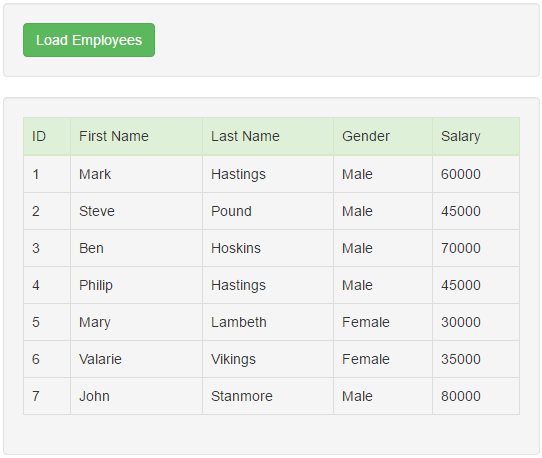 Load Employees
ID First Name Last Name Gender Salary
1 Mark Hastings Male 60000
2 Steve Pound Male 45000
3 Ben Hoskins Male 70000
4 Philip Hastings Male 45000
5 Mary Lambeth Female 30000
6 Valarie Vikings Female 35000
7 John Stanmore Male 80000